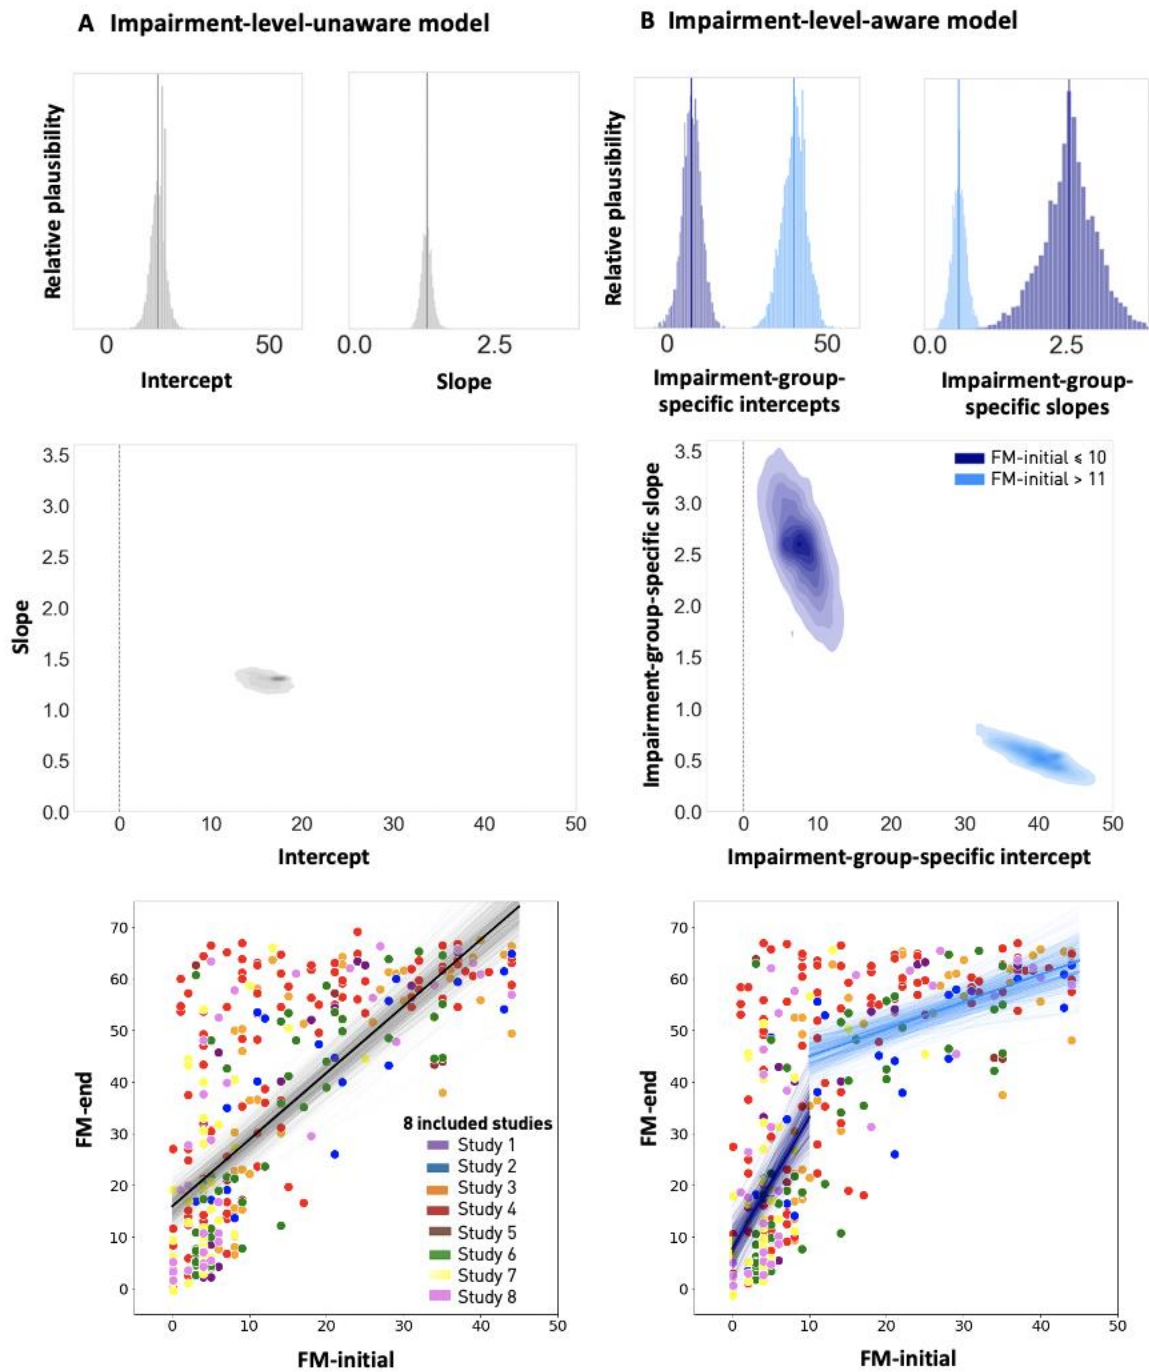 A Impairment-level-unaware model
B Impairment-level-aware model
Relative plausibility
0 50
Intercept
0.0 2.5
Slope
Relative plausibility
0 50
Impairment-group-
specific intercepts
0.0 2.5
Impairment-group-
specific slopes
Slope
3.5
3.0
2.5
2.0
1.5
1.0
0.5
0.0
0 10 20 30 40 50
Intercept
Impairment-group-specific slope
3.5
3.0
2.5
2.0
1.5
1.0
0.5
0.0
FM-initial ⩽ 10
FM-initial > 11
0 10 20 30 40 50
Impairment-group-specific intercept
FM-end
70
60
50
40
30
20
10
0
8 included studies
Study 1
Study 2
Study 3
Study 4
Study 5
Study 6
Study 7
Study 8
0 10 20 30 40 50
FM-initial
FM-end
70
60
50
40
30
20
10
0
0 10 20 30 40 50
FM-initial